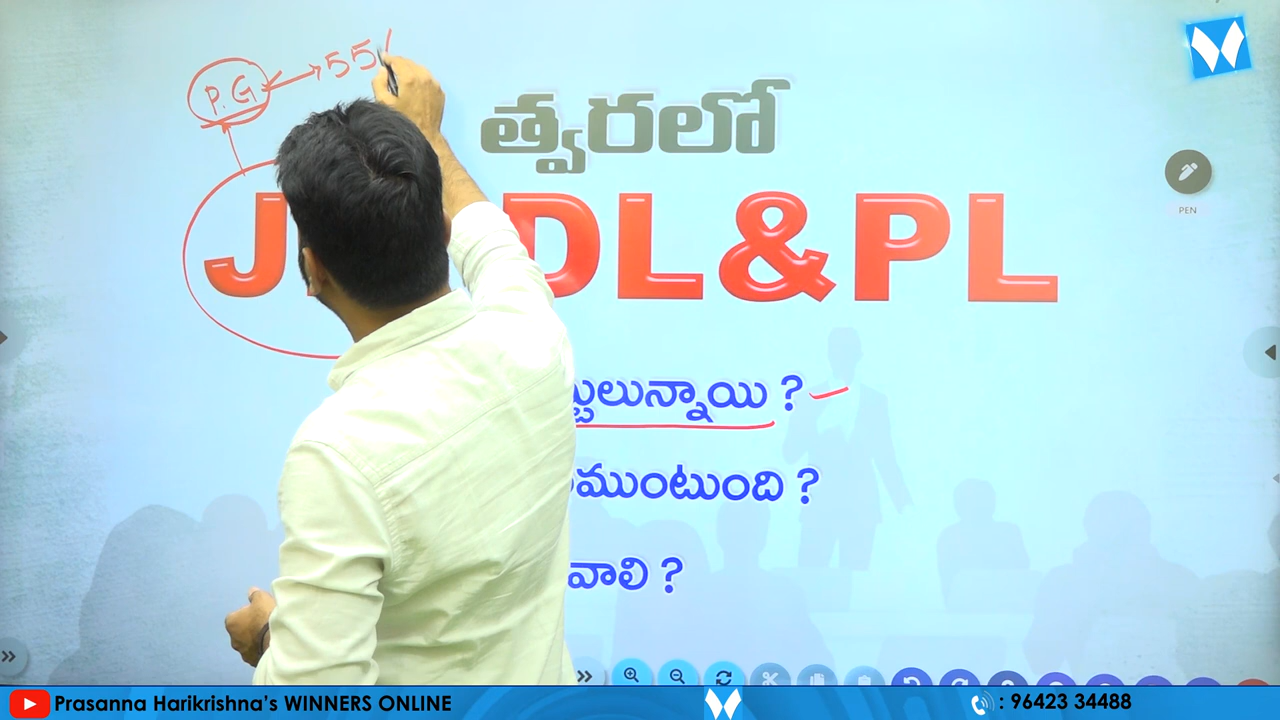 P.G 55
త్వరలో
DL & PL
ట్టులున్నాయి ?
ముంటుంది ?
వాలి ?
PEN
Prasanna Harikrishna's WINNERS ONLINE
: 96423 34488